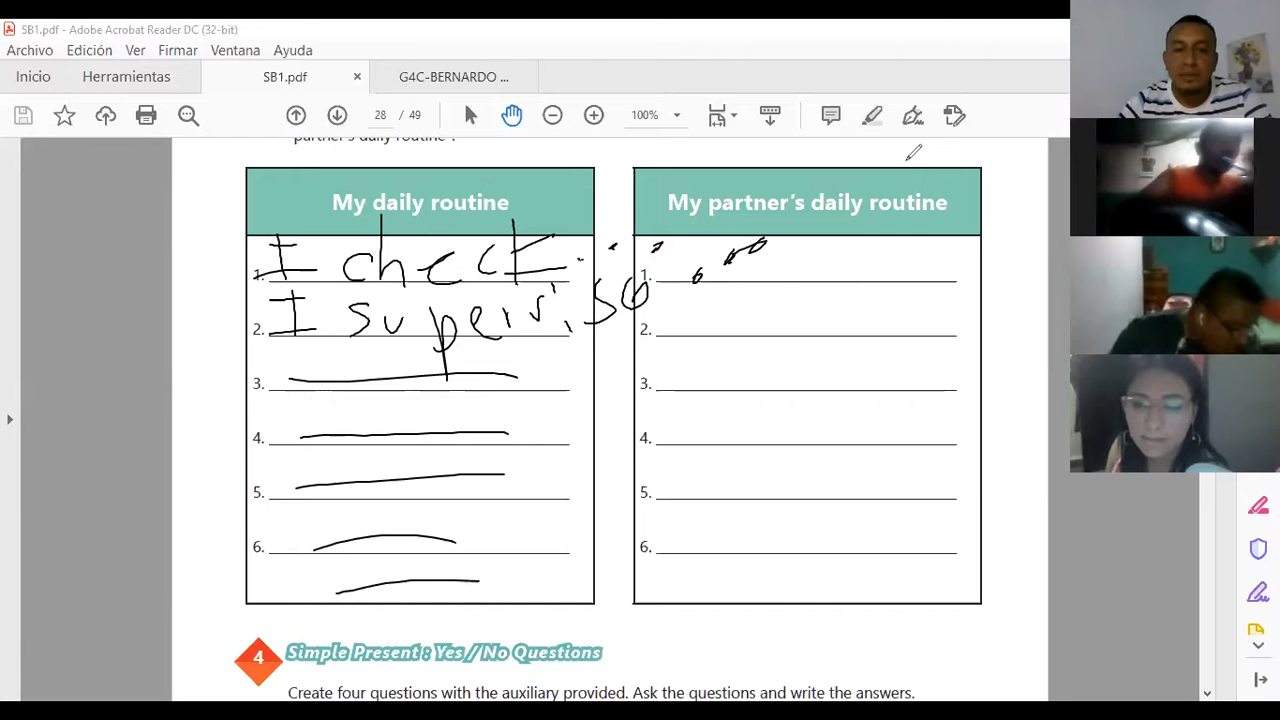 SB1.pdf - Adobe Acrobat Reader DC (32-bit)
Archivo Edición Ver Firmar Ventana Ayuda
Inicio Herramientas SB1.pdf × G4C-BERNARDO ...
28 / 49 100%
partner's daily routine .
My daily routine
I check...
1.
I supervise
2.
3.
4.
5.
6.
My partner's daily routine
1.
2.
3.
4.
5.
6.
4 Simple Present : Yes/No Questions
Create four questions with the auxiliary provided. Ask the questions and write the answers.